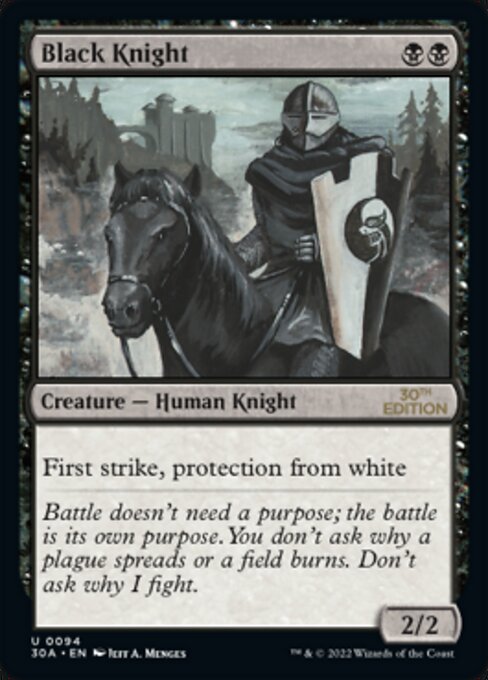 Black Knight
Creature — Human Knight
30TH
EDITION
First strike, protection from white
Battle doesn't need a purpose; the battle
is its own purpose. You don't ask why a
plague spreads or a field burns. Don't
ask why I fight.
2/2
U 0094
30A • EN Jeff A. Menges
™ & © 2022 Wizards of the Coast